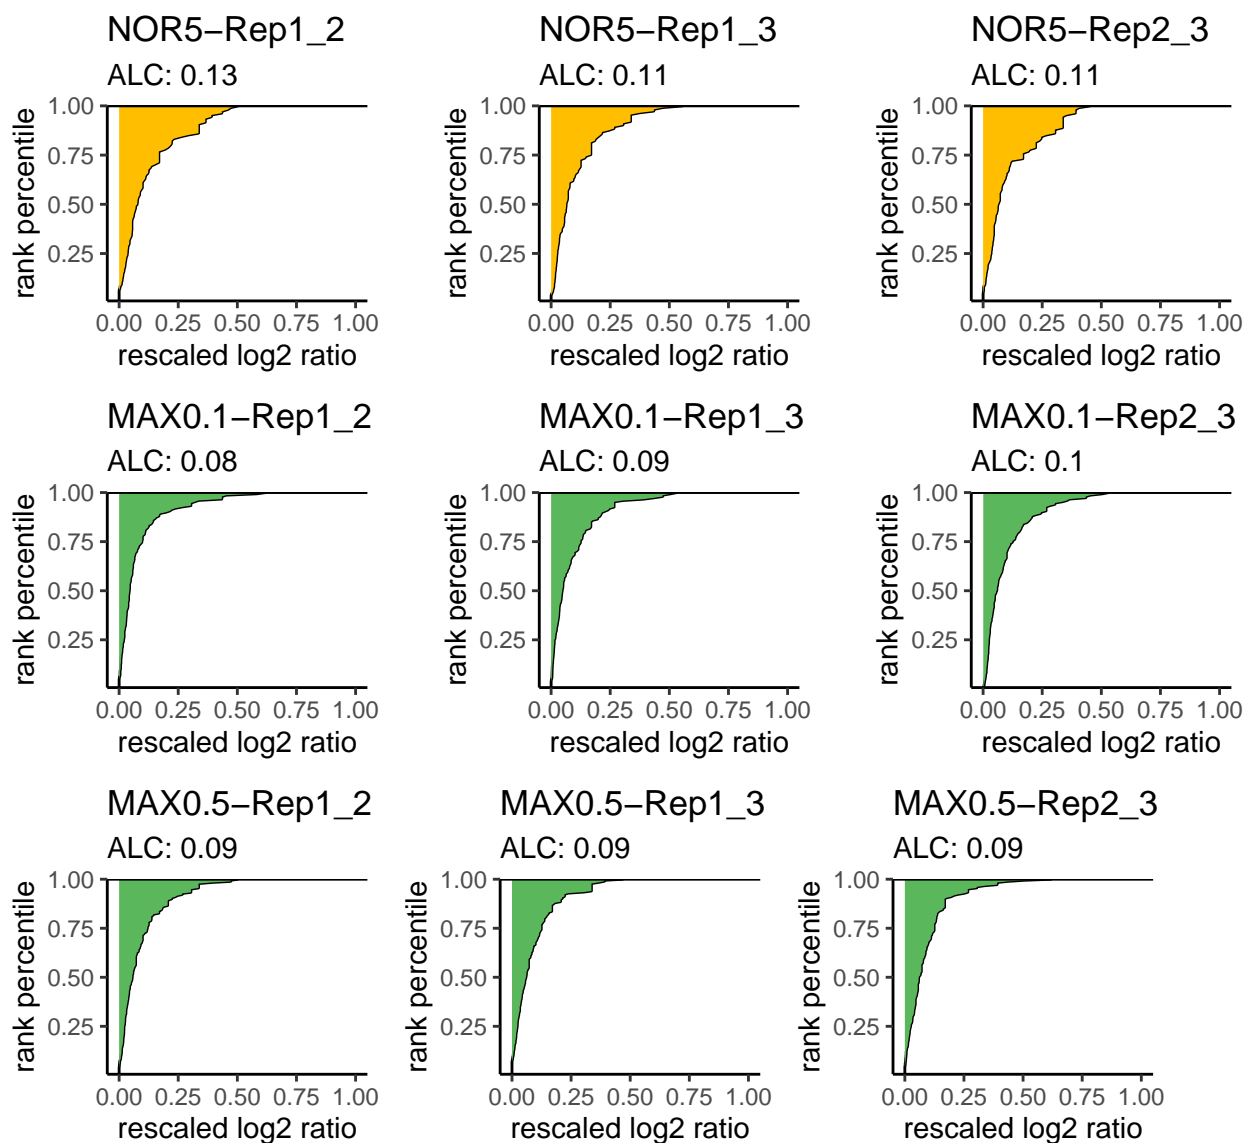 NOR5−Rep1_2
ALC: 0.13
rank percentile
1.00
0.75
0.50
0.25
0.00 0.25 0.50 0.75 1.00
rescaled log2 ratio
NOR5−Rep1_3
ALC: 0.11
rank percentile
1.00
0.75
0.50
0.25
0.00 0.25 0.50 0.75 1.00
rescaled log2 ratio
NOR5−Rep2_3
ALC: 0.11
rank percentile
1.00
0.75
0.50
0.25
0.00 0.25 0.50 0.75 1.00
rescaled log2 ratio
MAX0.1−Rep1_2
ALC: 0.08
rank percentile
1.00
0.75
0.50
0.25
0.00 0.25 0.50 0.75 1.00
rescaled log2 ratio
MAX0.1−Rep1_3
ALC: 0.09
rank percentile
1.00
0.75
0.50
0.25
0.00 0.25 0.50 0.75 1.00
rescaled log2 ratio
MAX0.1−Rep2_3
ALC: 0.1
rank percentile
1.00
0.75
0.50
0.25
0.00 0.25 0.50 0.75 1.00
rescaled log2 ratio
MAX0.5−Rep1_2
ALC: 0.09
rank percentile
1.00
0.75
0.50
0.25
0.00 0.25 0.50 0.75 1.00
rescaled log2 ratio
MAX0.5−Rep1_3
ALC: 0.09
rank percentile
1.00
0.75
0.50
0.25
0.00 0.25 0.50 0.75 1.00
rescaled log2 ratio
MAX0.5−Rep2_3
ALC: 0.09
rank percentile
1.00
0.75
0.50
0.25
0.00 0.25 0.50 0.75 1.00
rescaled log2 ratio